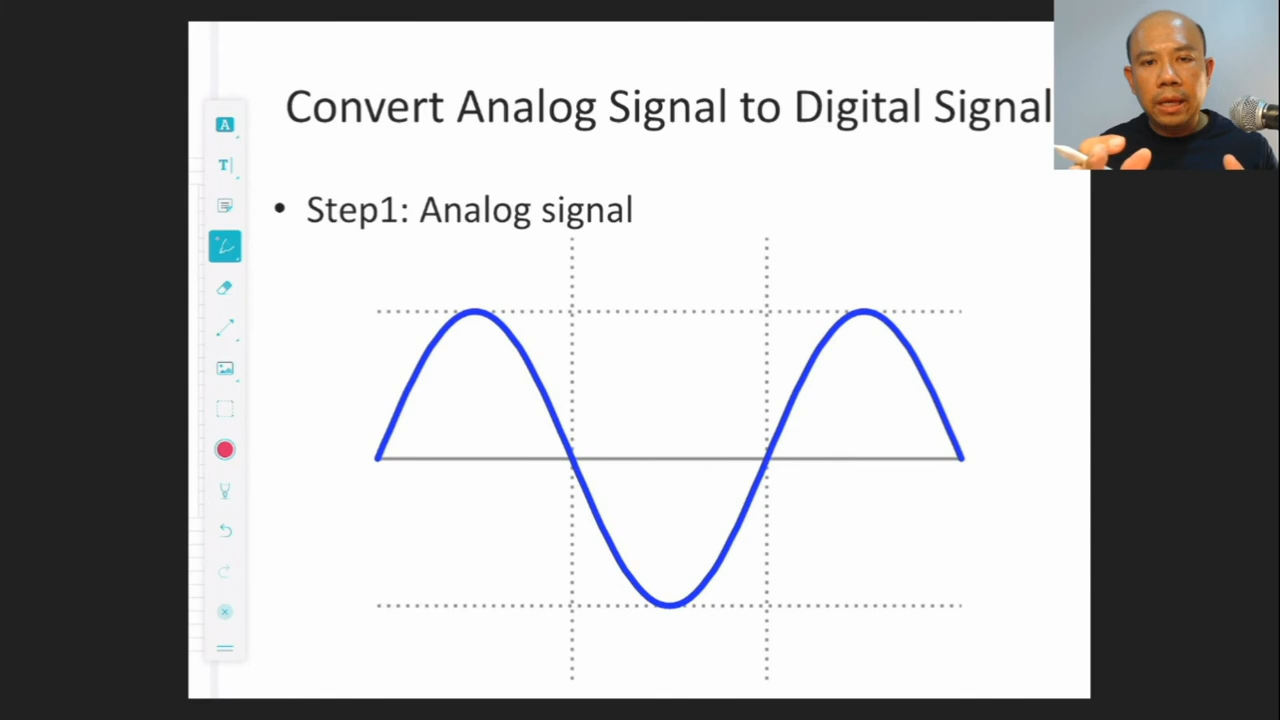 Convert Analog Signal to Digital Signal
• Step1: Analog signal
A
T